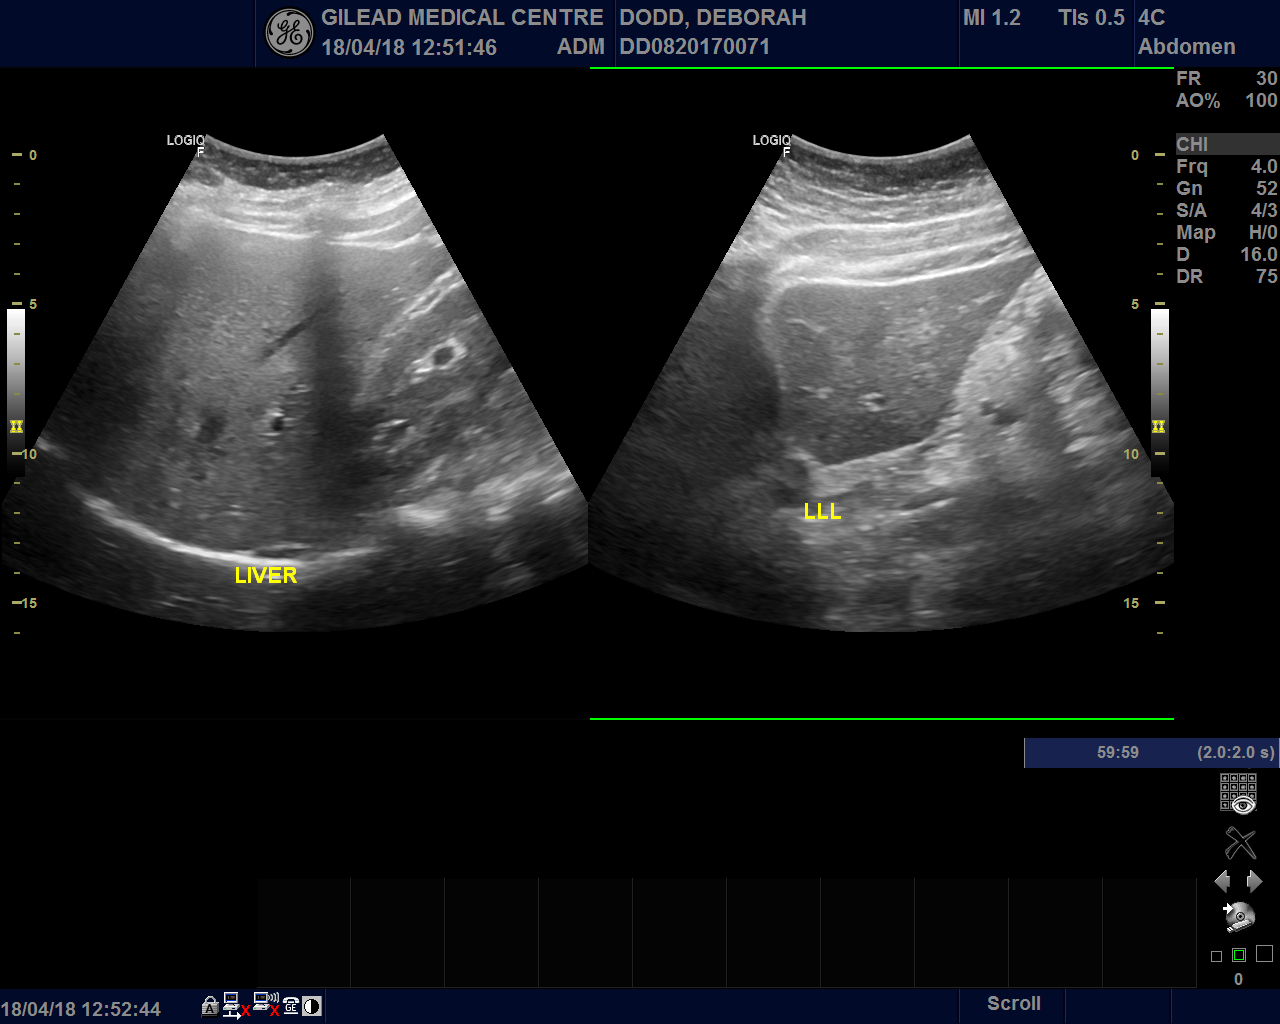 GILEAD MEDICAL CENTRE
18/04/18 12:51:46 ADM
DODD, DEBORAH
DD0820170071
MI 1.2 TIs 0.5
4C
Abdomen
FR 30
AO% 100
CHI
Frq 4.0
Gn 52
S/A 4/3
Map H/0
D 16.0
DR 75
LOGIQ
F
0
5
10
15
LIVER
LOGIQ
F
0
5
10
15
LLL
59:59 (2.0:2.0 s)
0
18/04/18 12:52:44
A
GE
Scroll